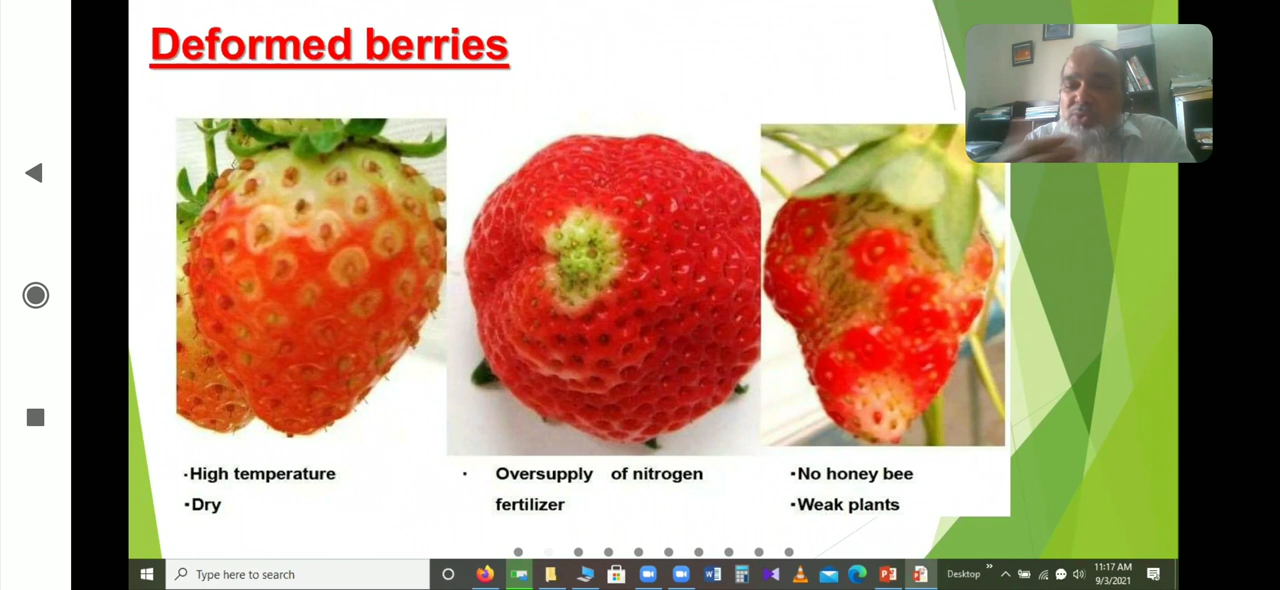 Deformed berries
·High temperature
·Dry
· Oversupply of nitrogen
fertilizer
·No honey bee
·Weak plants
Type here to search
Desktop
11:17 AM
9/3/2021